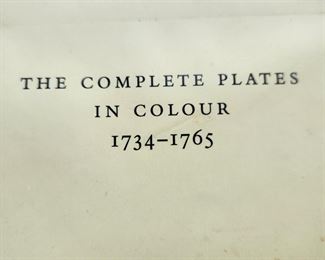 THE COMPLETE PLATES
IN COLOUR
1734–1765